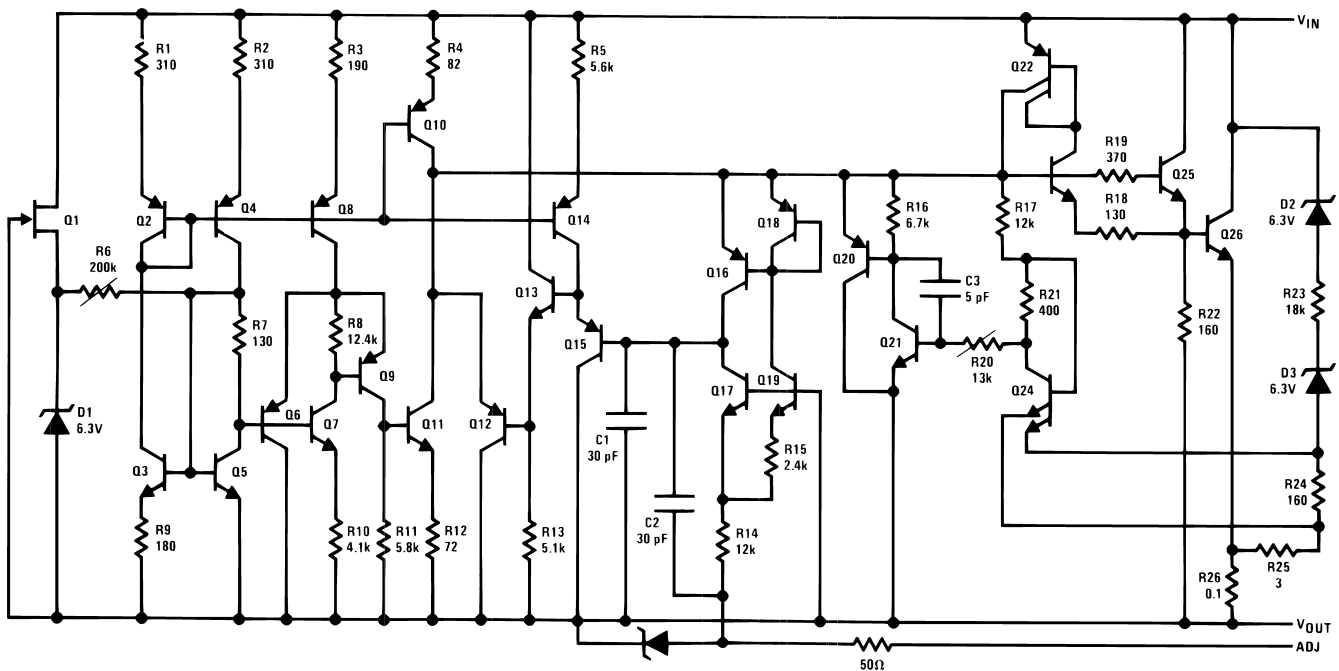 V_IN
R1
310
R2
310
R3
190
R4
82
R5
5.6k
Q22
Q10
R19
370
Q25
R18
130
Q1
Q2
Q4
Q8
Q14
Q18
R16
6.7k
R17
12k
Q26
D2
6.3V
R6
200k
Q16
Q20
C3
5 pF
Q13
R7
130
R8
12.4k
Q9
Q15
Q21
R20
13k
R21
400
R22
160
R23
18k
D1
6.3V
Q6
Q7
Q11
Q12
Q17
Q19
Q24
D3
6.3V
C1
30 pF
R15
2.4k
Q3
Q5
R9
180
R10
4.1k
R11
5.8k
R12
72
R13
5.1k
C2
30 pF
R14
12k
R24
160
R25
3
R26
0.1
V_OUT
ADJ
50Ω